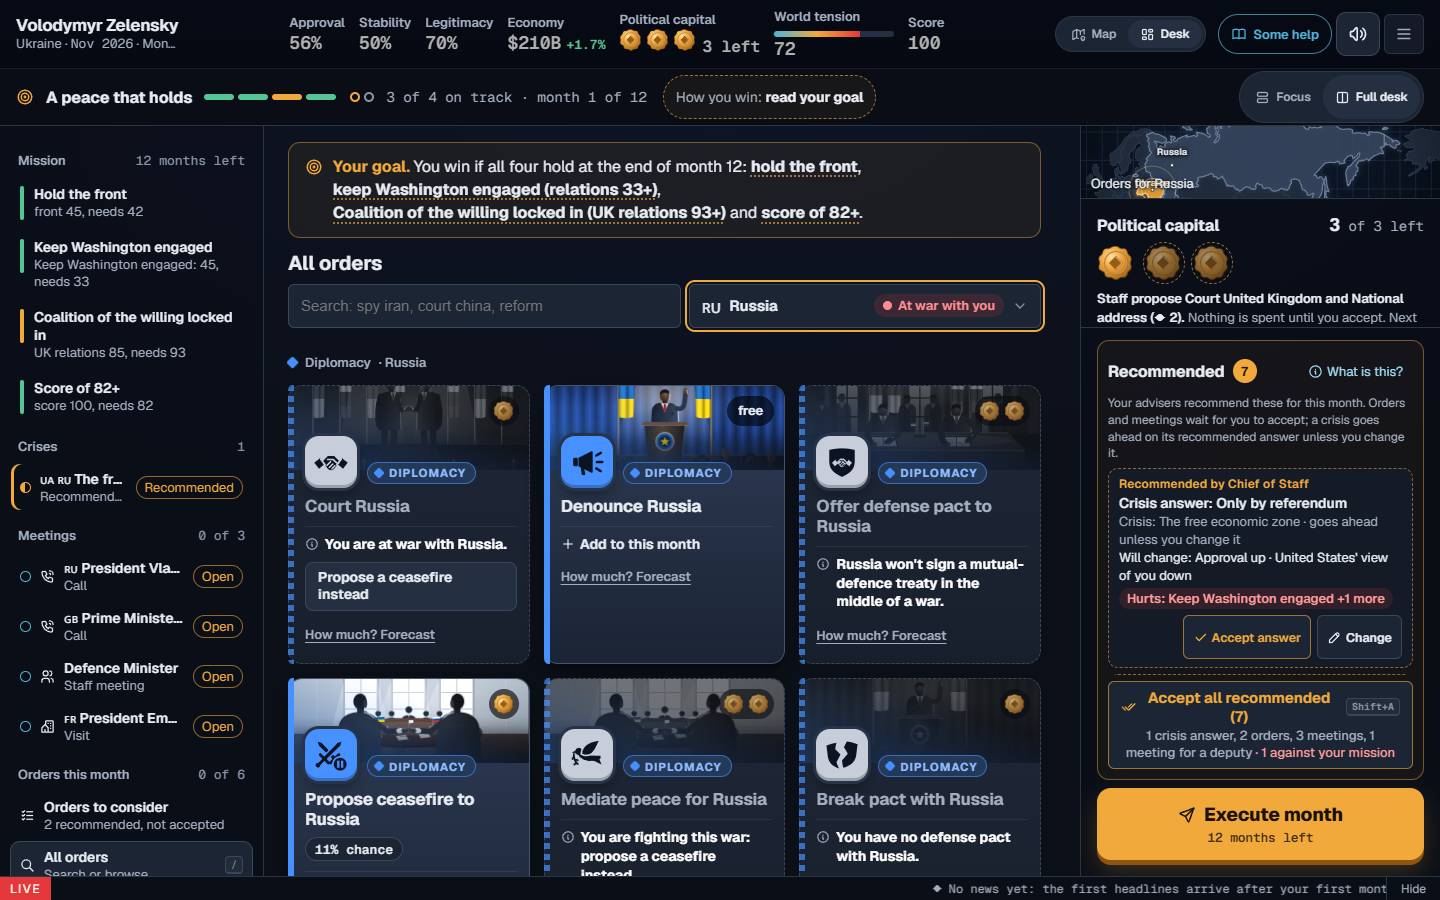 Volodymyr Zelensky
Ukraine · Nov 2026 · Mon…
Approval
56%
Stability
50%
Legitimacy
70%
Economy
$210B +1.7%
Political capital
3 left
World tension
72
Score
100
Map
Desk
Some help
A peace that holds
3 of 4 on track · month 1 of 12
How you win: read your goal
Focus
Full desk
Mission
12 months left
Hold the front
front 45, needs 42
Keep Washington engaged
Keep Washington engaged: 45,
needs 33
Coalition of the willing locked
in
UK relations 85, needs 93
Score of 82+
score 100, needs 82
Crises
1
UA RU The fr…
Recommend…
Recommended
Meetings
0 of 3
RU President Vla…
Call
Open
GB Prime Ministe…
Call
Open
Defence Minister
Staff meeting
Open
FR President Em…
Visit
Open
Orders this month
0 of 6
Orders to consider
2 recommended, not accepted
All orders
/
Search or browse
Your goal. You win if all four hold at the end of month 12: hold the front,
keep Washington engaged (relations 33+),
Coalition of the willing locked in (UK relations 93+) and score of 82+.
All orders
Search: spy iran, court china, reform
RU Russia
At war with you
Diplomacy · Russia
DIPLOMACY
Court Russia
You are at war with Russia.
Propose a ceasefire
instead
How much? Forecast
free
DIPLOMACY
Denounce Russia
+ Add to this month
How much? Forecast
DIPLOMACY
Offer defense pact to
Russia
Russia won't sign a mutual-
defence treaty in the
middle of a war.
How much? Forecast
DIPLOMACY
Propose ceasefire to
Russia
11% chance
DIPLOMACY
Mediate peace for Russia
You are fighting this war:
propose a ceasefire
instead.
DIPLOMACY
Break pact with Russia
You have no defense pact
with Russia.
Russia
Orders for Russia
Political capital
3 of 3 left
Staff propose Court United Kingdom and National
address (◆ 2). Nothing is spent until you accept. Next
Recommended 7
What is this?
Your advisers recommend these for this month. Orders
and meetings wait for you to accept; a crisis goes
ahead on its recommended answer unless you change
it.
Recommended by Chief of Staff
Crisis answer: Only by referendum
Crisis: The free economic zone · goes ahead
unless you change it
Will change: Approval up · United States' view
of you down
Hurts: Keep Washington engaged +1 more
Accept answer
Change
Accept all recommended
(7)
Shift+A
1 crisis answer, 2 orders, 3 meetings, 1
meeting for a deputy · 1 against your mission
Execute month
12 months left
LIVE
◆ No news yet: the first headlines arrive after your first mont
Hide